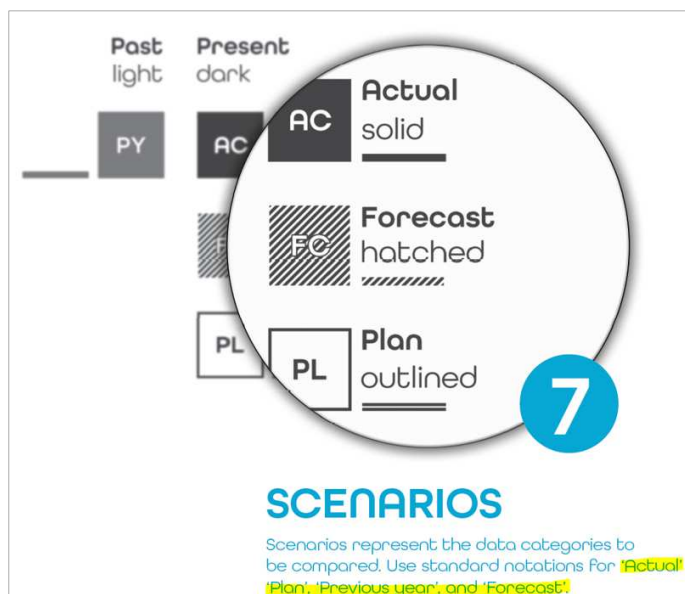 Past Present
light dark
PY AC
AC Actual
solid
F
FC Forecast
hatched
PL
PL Plan
outlined
7
SCENARIOS
Scenarios represent the data categories to
be compared. Use standard notations for ‘Actual’
‘Plan’, ‘Previous year’, and ‘Forecast’.